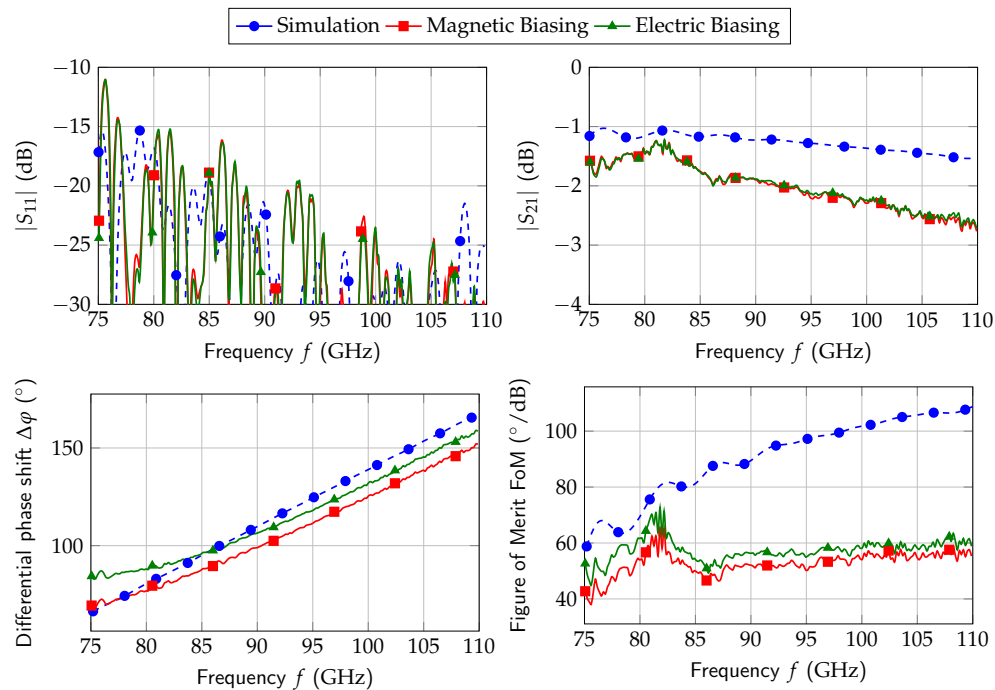 Simulation Magnetic Biasing Electric Biasing
−10
−15
−20
−25
−30
|S11| (dB)
75 80 85 90 95 100 105 110
Frequency f (GHz)
0
−1
−2
−3
−4
|S21| (dB)
75 80 85 90 95 100 105 110
Frequency f (GHz)
150
100
Differential phase shift Δφ (°)
75 80 85 90 95 100 105 110
Frequency f (GHz)
100
80
60
40
Figure of Merit FoM (°/dB)
75 80 85 90 95 100 105 110
Frequency f (GHz)